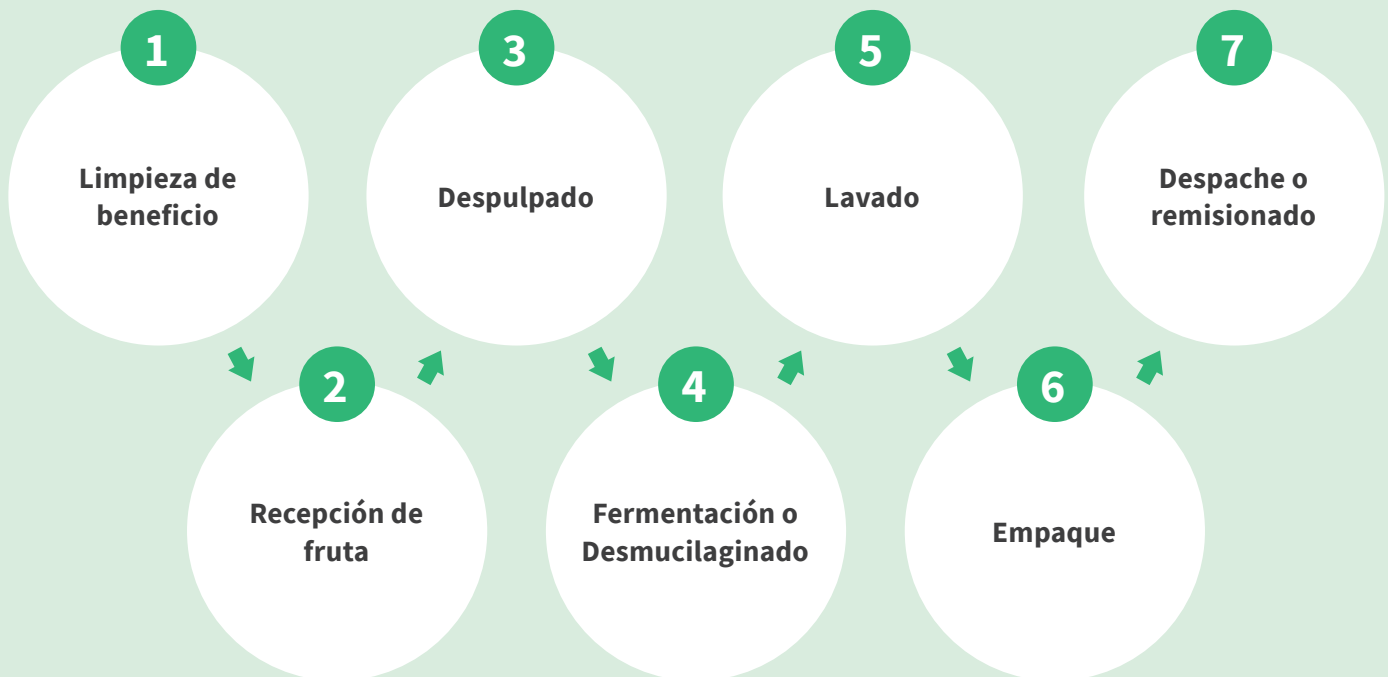 1
Limpieza de
beneficio
2
Recepción de
fruta
3
Despulpado
4
Fermentación o
Desmucilaginado
5
Lavado
6
Empaque
7
Despache o
remisionado